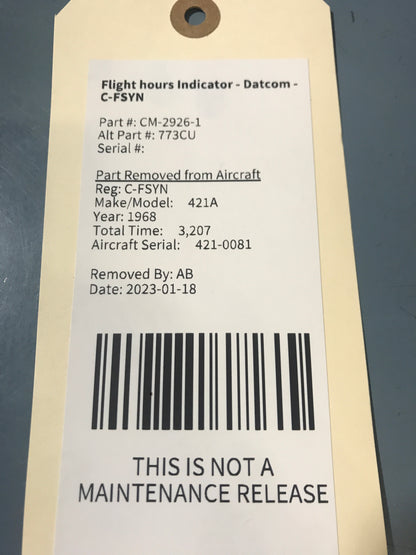 Flight hours Indicator - Datcom -
C-FSYN
Part #: CM-2926-1
Alt Part #: 773CU
Serial #:
Part Removed from Aircraft
Reg: C-FSYN
Make/Model: 421A
Year: 1968
Total Time: 3,207
Aircraft Serial: 421-0081
Removed By: AB
Date: 2023-01-18
THIS IS NOT A
MAINTENANCE RELEASE